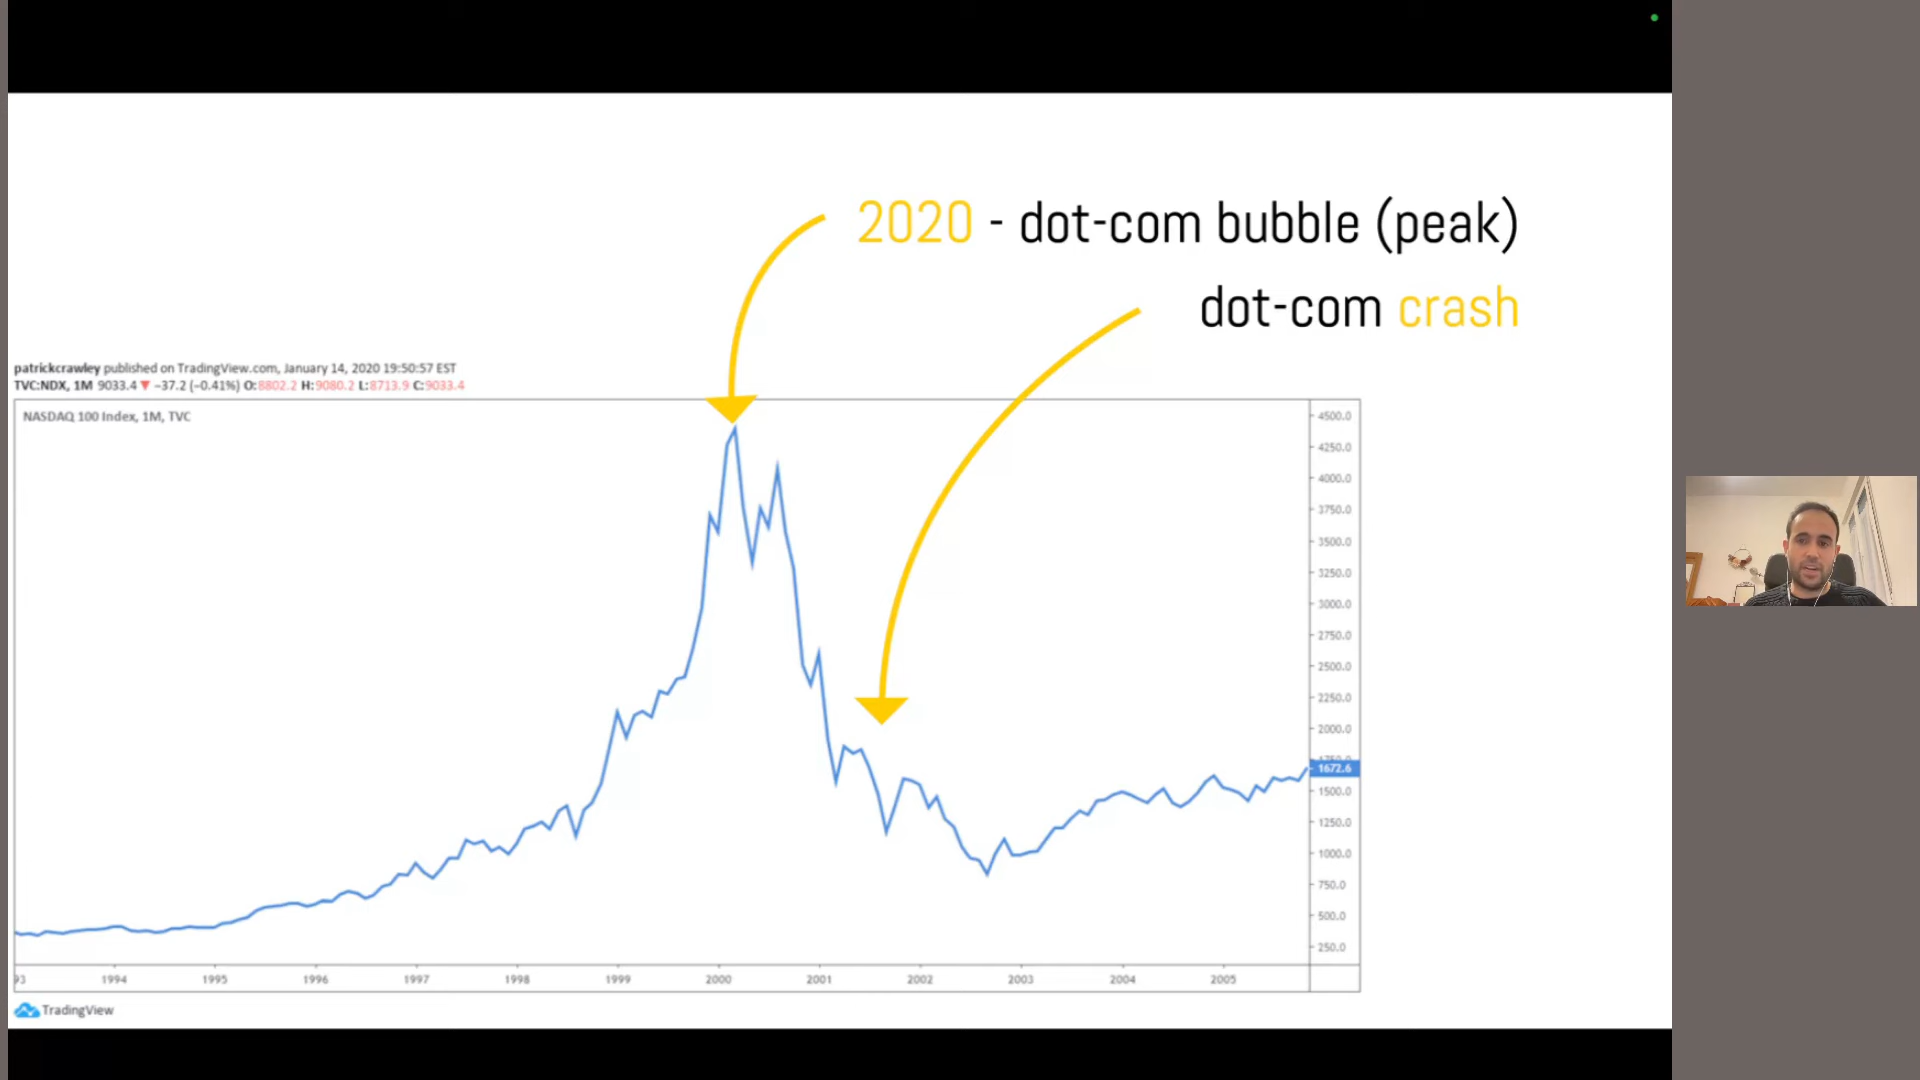 2020 - dot-com bubble (peak)
dot-com crash
patrickcrawley published on TradingView.com, January 14, 2020 19:50:57 EST
TVC:NDX, 1M 9033.4 ▼ −37.2 (−0.41%) O:8802.2 H:9080.2 L:8713.9 C:9033.4
NASDAQ 100 Index, 1M, TVC
4500.0
4250.0
4000.0
3750.0
3500.0
3250.0
3000.0
2750.0
2500.0
2250.0
2000.0
1672.6
1500.0
1250.0
1000.0
750.0
500.0
250.0
93 1994 1995 1996 1997 1998 1999 2000 2001 2002 2003 2004 2005
TradingView